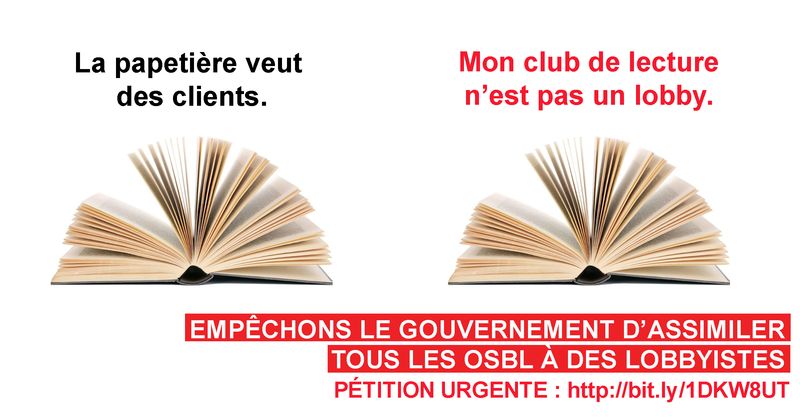 La papetière veut
des clients.
Mon club de lecture
n’est pas un lobby.
EMPÊCHONS LE GOUVERNEMENT D’ASSIMILER
TOUS LES OSBL À DES LOBBYISTES
PÉTITION URGENTE : http://bit.ly/1DKW8UT